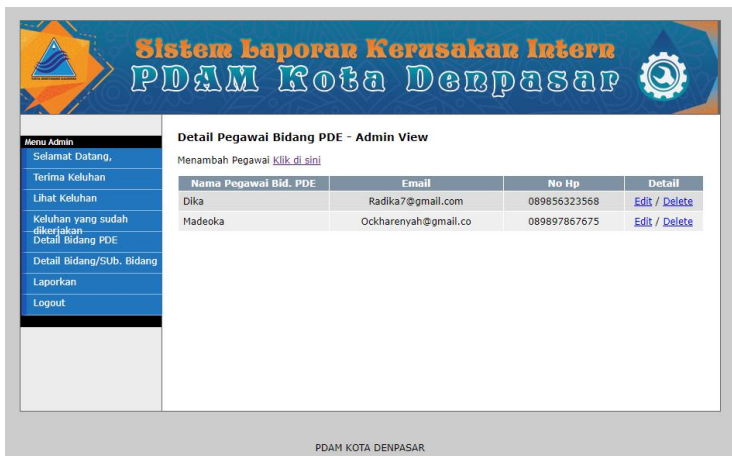 Sistem Laporan Kerusakan Intern
PDAM Kota Denpasar
Menu Admin
Selamat Datang,
Terima Keluhan
Lihat Keluhan
Keluhan yang sudah
dikerjakan
Detail Bidang PDE
Detail Bidang/SUb. Bidang
Laporkan
Logout
Detail Pegawai Bidang PDE - Admin View
Menambah Pegawai Klik di sini
Nama Pegawai Bid. PDE Email No Hp Detail
Dika Radika7@gmail.com 089856323568 Edit / Delete
Madeoka Ockharenyah@gmail.co 089897867675 Edit / Delete
PDAM KOTA DENPASAR